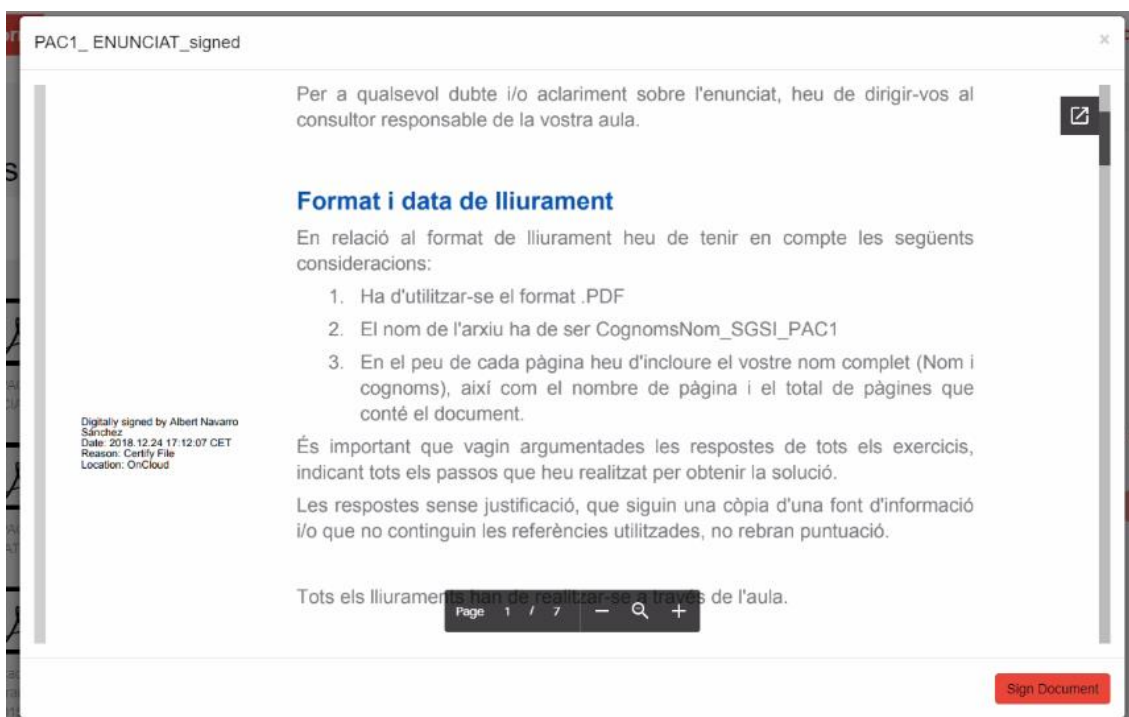 PAC1_ ENUNCIAT_signed
×
Per a qualsevol dubte i/o aclariment sobre l'enunciat, heu de dirigir-vos al
consultor responsable de la vostra aula.
Format i data de lliurament
En relació al format de lliurament heu de tenir en compte les següents
consideracions:
1. Ha d'utilitzar-se el format .PDF
2. El nom de l'arxiu ha de ser CognomsNom_SGSI_PAC1
3. En el peu de cada pàgina heu d'incloure el vostre nom complet (Nom i
cognoms), així com el nombre de pàgina i el total de pàgines que
conté el document.
Digitally signed by Albert Navarro
Sánchez
Date: 2018.12.24 17:12:07 CET
Reason: Certify File
Location: OnCloud
És important que vagin argumentades les respostes de tots els exercicis,
indicant tots els passos que heu realitzat per obtenir la solució.
Les respostes sense justificació, que siguin una còpia d'una font d'informació
i/o que no continguin les referències utilitzades, no rebran puntuació.
Tots els lliuraments han de realitzar-se a través de l'aula.
Page 1 / 7
Sign Document